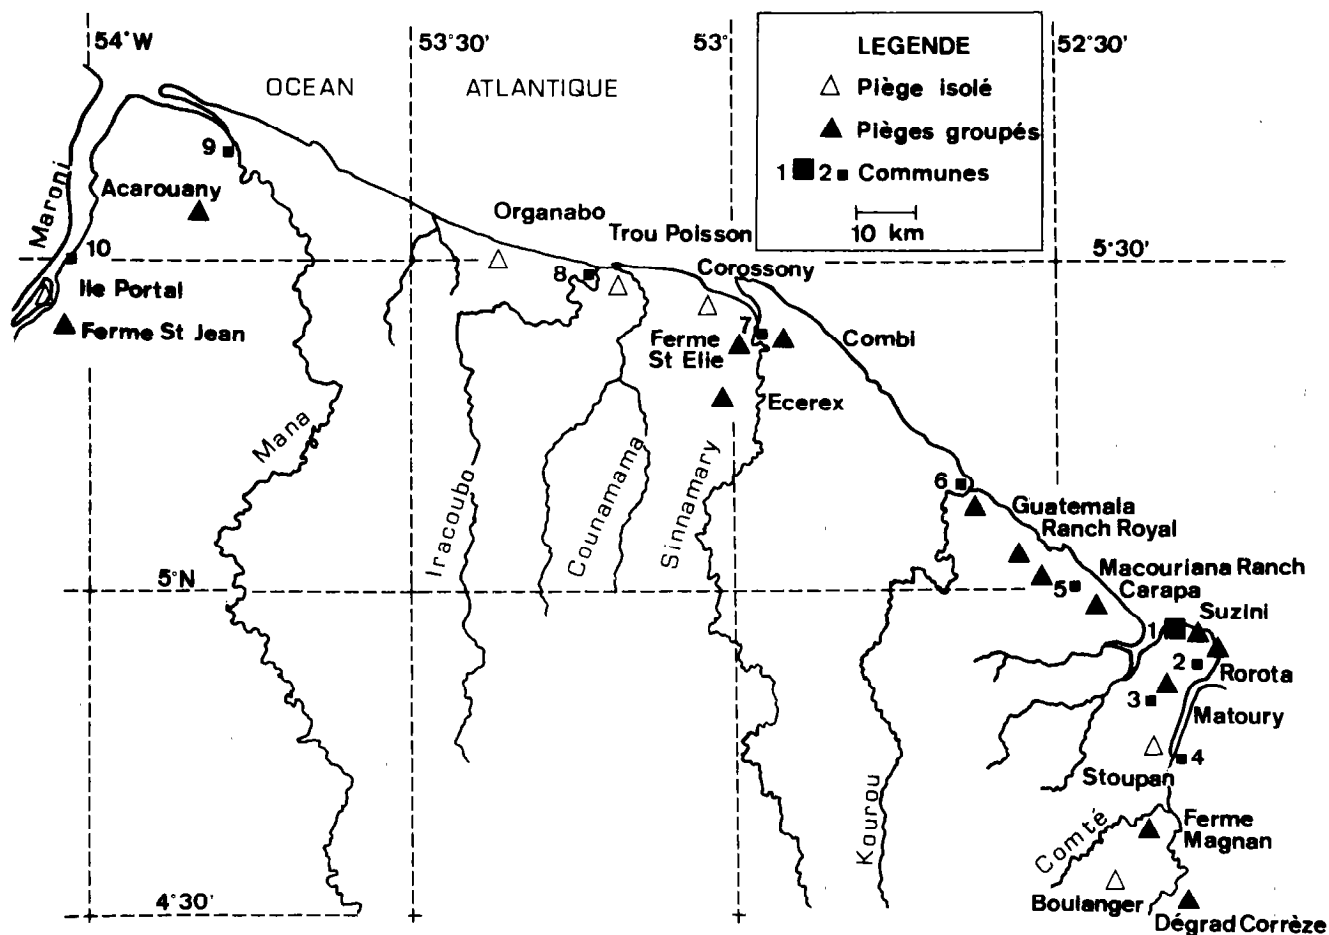 54°W
53°30'
53°
52°30'
LEGENDE
Piège isolé
Pièges groupés
1 2 Communes
10 km
OCEAN ATLANTIQUE
9
Maroni
Acarouany
10
Organabo
Trou Poisson
8
Corossony
5°30'
Ile Portal
Ferme St Jean
7
Ferme
St Elie
Combi
Ecerex
Mana
Iracoubo
Counamama
Sinnamary
6
Guatemala
Ranch Royal
5°N
5
Macouriana Ranch
Carapa
Suzini
1
2
Rorota
3
Matoury
4
Stoupan
Kourou
Comté
Ferme
Magnan
Boulanger
Dégrad Corrèze
4°30'